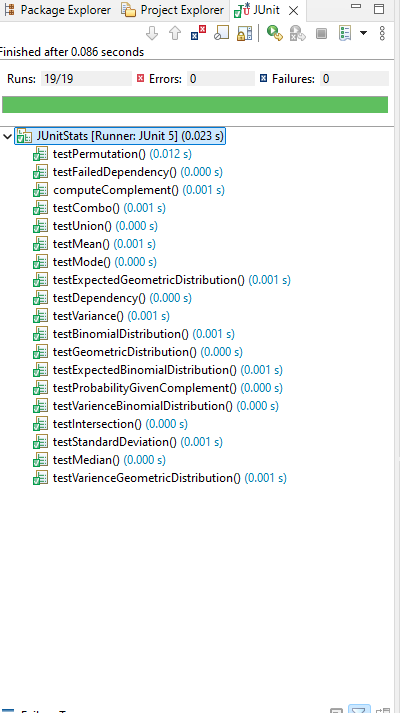 Package Explorer Project Explorer JUnit
Finished after 0.086 seconds
Runs: 19/19 Errors: 0 Failures: 0
JUnitStats [Runner: JUnit 5] (0.023 s)
testPermutation() (0.012 s)
testFailedDependency() (0.000 s)
computeComplement() (0.001 s)
testCombo() (0.001 s)
testUnion() (0.000 s)
testMean() (0.001 s)
testMode() (0.000 s)
testExpectedGeometricDistribution() (0.001 s)
testDependency() (0.000 s)
testVariance() (0.001 s)
testBinomialDistribution() (0.001 s)
testGeometricDistribution() (0.000 s)
testExpectedBinomialDistribution() (0.001 s)
testProbabilityGivenComplement() (0.000 s)
testVarienceBinomialDistribution() (0.000 s)
testIntersection() (0.000 s)
testStandardDeviation() (0.001 s)
testMedian() (0.000 s)
testVarienceGeometricDistribution() (0.001 s)